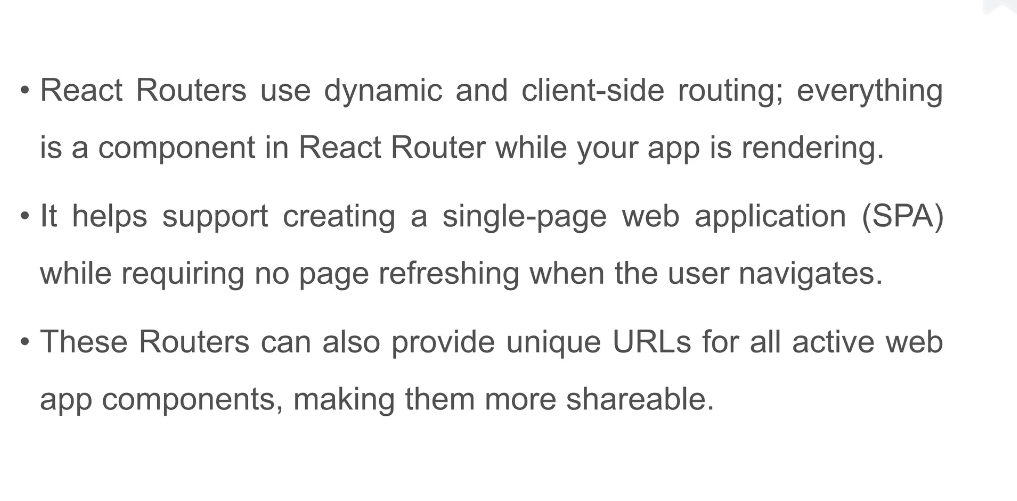 • React Routers use dynamic and client-side routing; everything
is a component in React Router while your app is rendering.
• It helps support creating a single-page web application (SPA)
while requiring no page refreshing when the user navigates.
• These Routers can also provide unique URLs for all active web
app components, making them more shareable.